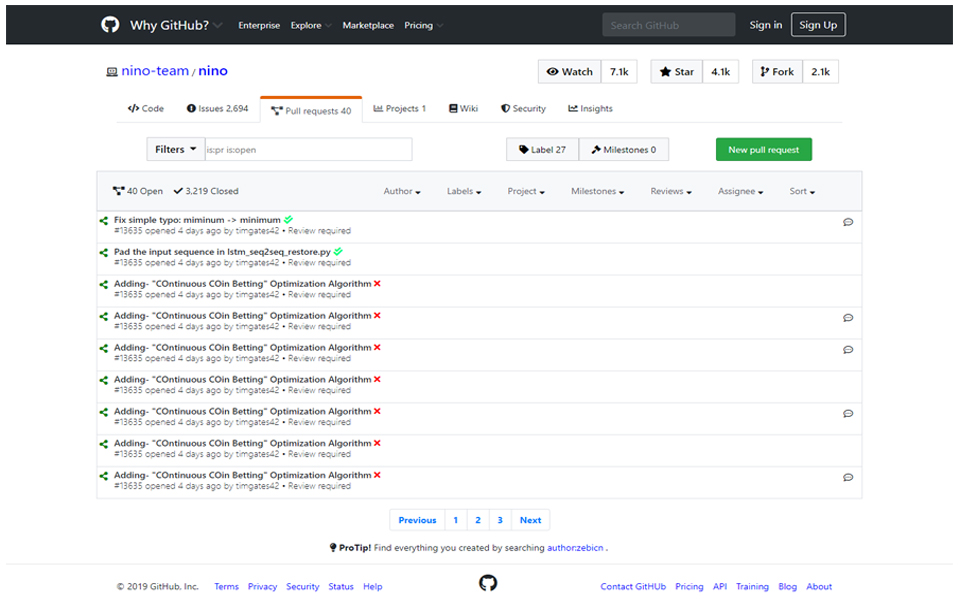 Why GitHub? Enterprise Explore Marketplace Pricing Search GitHub Sign in Sign Up
nino-team / nino Watch 7.1k Star 4.1k Fork 2.1k
Code Issues 2,694 Pull requests 40 Projects 1 Wiki Security Insights
Filters is:pr is:open Label 27 Milestones 0 New pull request
40 Open 3,219 Closed Author Labels Project Milestones Reviews Assignee Sort
Fix simple typo: miminum -> minimum
#13635 opened 4 days ago by timgates42 • Review required
Pad the input sequence in lstm_seq2seq_restore.py
#13635 opened 4 days ago by timgates42 • Review required
Adding- "COntinuous COin Betting" Optimization Algorithm
#13635 opened 4 days ago by timgates42 • Review required
Adding- "COntinuous COin Betting" Optimization Algorithm
#13635 opened 4 days ago by timgates42 • Review required
Adding- "COntinuous COin Betting" Optimization Algorithm
#13635 opened 4 days ago by timgates42 • Review required
Adding- "COntinuous COin Betting" Optimization Algorithm
#13635 opened 4 days ago by timgates42 • Review required
Adding- "COntinuous COin Betting" Optimization Algorithm
#13635 opened 4 days ago by timgates42 • Review required
Adding- "COntinuous COin Betting" Optimization Algorithm
#13635 opened 4 days ago by timgates42 • Review required
Adding- "COntinuous COin Betting" Optimization Algorithm
#13635 opened 4 days ago by timgates42 • Review required
Previous 1 2 3 Next
ProTip! Find everything you created by searching author:zebicn .
© 2019 GitHub, Inc. Terms Privacy Security Status Help Contact GitHUb Pricing API Training Blog About